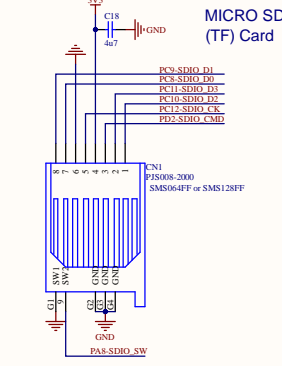 3V3
MICRO SD
(TF) Card
C18
4u7
GND
PC9-SDIO_D1
PC8-SDIO_D0
PC11-SDIO_D3
PC10-SDIO_D2
PC12-SDIO_CK
PD2-SDIO_CMD
CN1
PJS008-2000
SMS064FF or SMS128FF
8 7 6 5 4 3 2 1
SW1 SW2 GND GND GND
G1 9 G2 G3 G4
GND
PA8-SDIO_SW